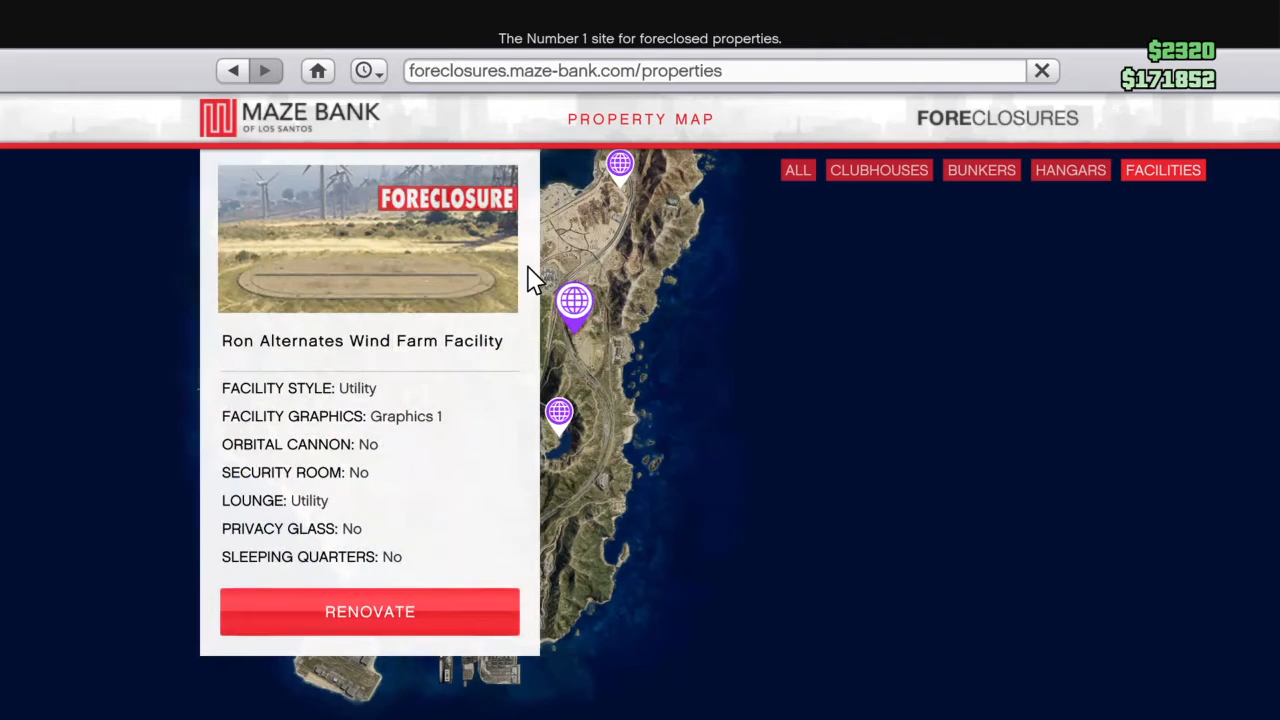 The Number 1 site for foreclosed properties.
$2320
foreclosures.maze-bank.com/properties
$171852
MAZE BANK
OF LOS SANTOS
PROPERTY MAP
FORECLOSURES
ALL
CLUBHOUSES
BUNKERS
HANGARS
FACILITIES
FORECLOSURE
Ron Alternates Wind Farm Facility
FACILITY STYLE: Utility
FACILITY GRAPHICS: Graphics 1
ORBITAL CANNON: No
SECURITY ROOM: No
LOUNGE: Utility
PRIVACY GLASS: No
SLEEPING QUARTERS: No
RENOVATE